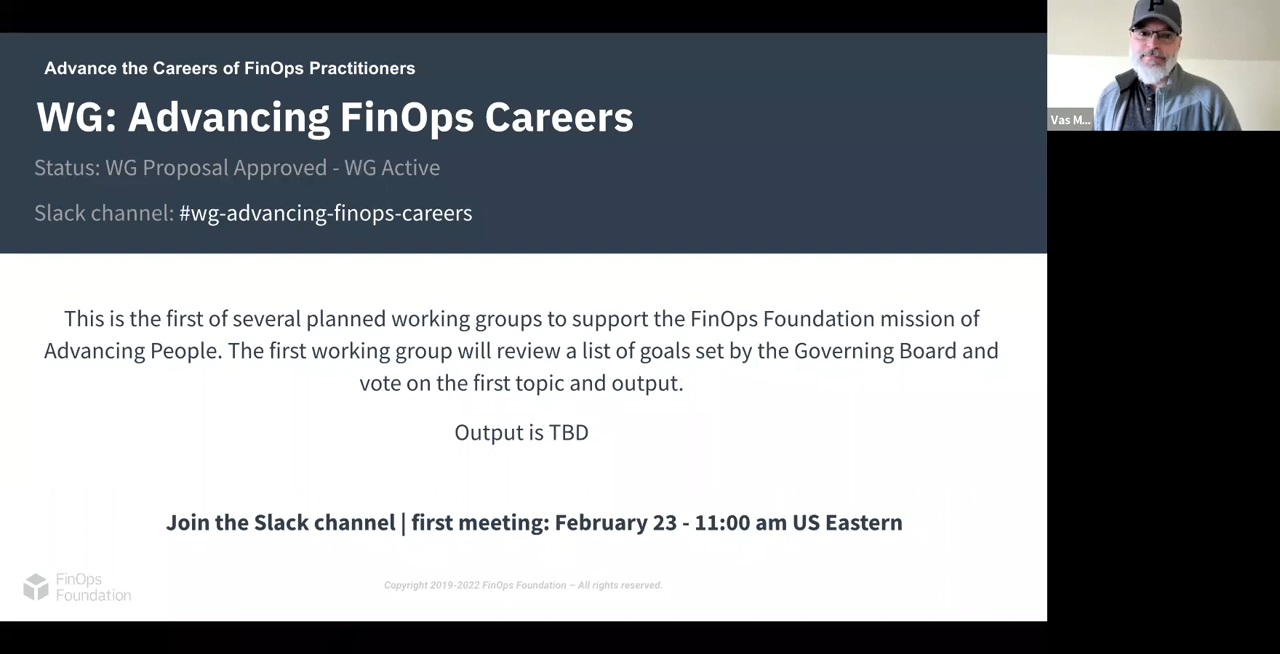 Advance the Careers of FinOps Practitioners
WG: Advancing FinOps Careers
Status: WG Proposal Approved - WG Active
Slack channel: #wg-advancing-finops-careers
This is the first of several planned working groups to support the FinOps Foundation mission of
Advancing People. The first working group will review a list of goals set by the Governing Board and
vote on the first topic and output.
Output is TBD
Join the Slack channel | first meeting: February 23 - 11:00 am US Eastern
FinOps
Foundation
Copyright 2019-2022 FinOps Foundation – All rights reserved.
Vas M...
P